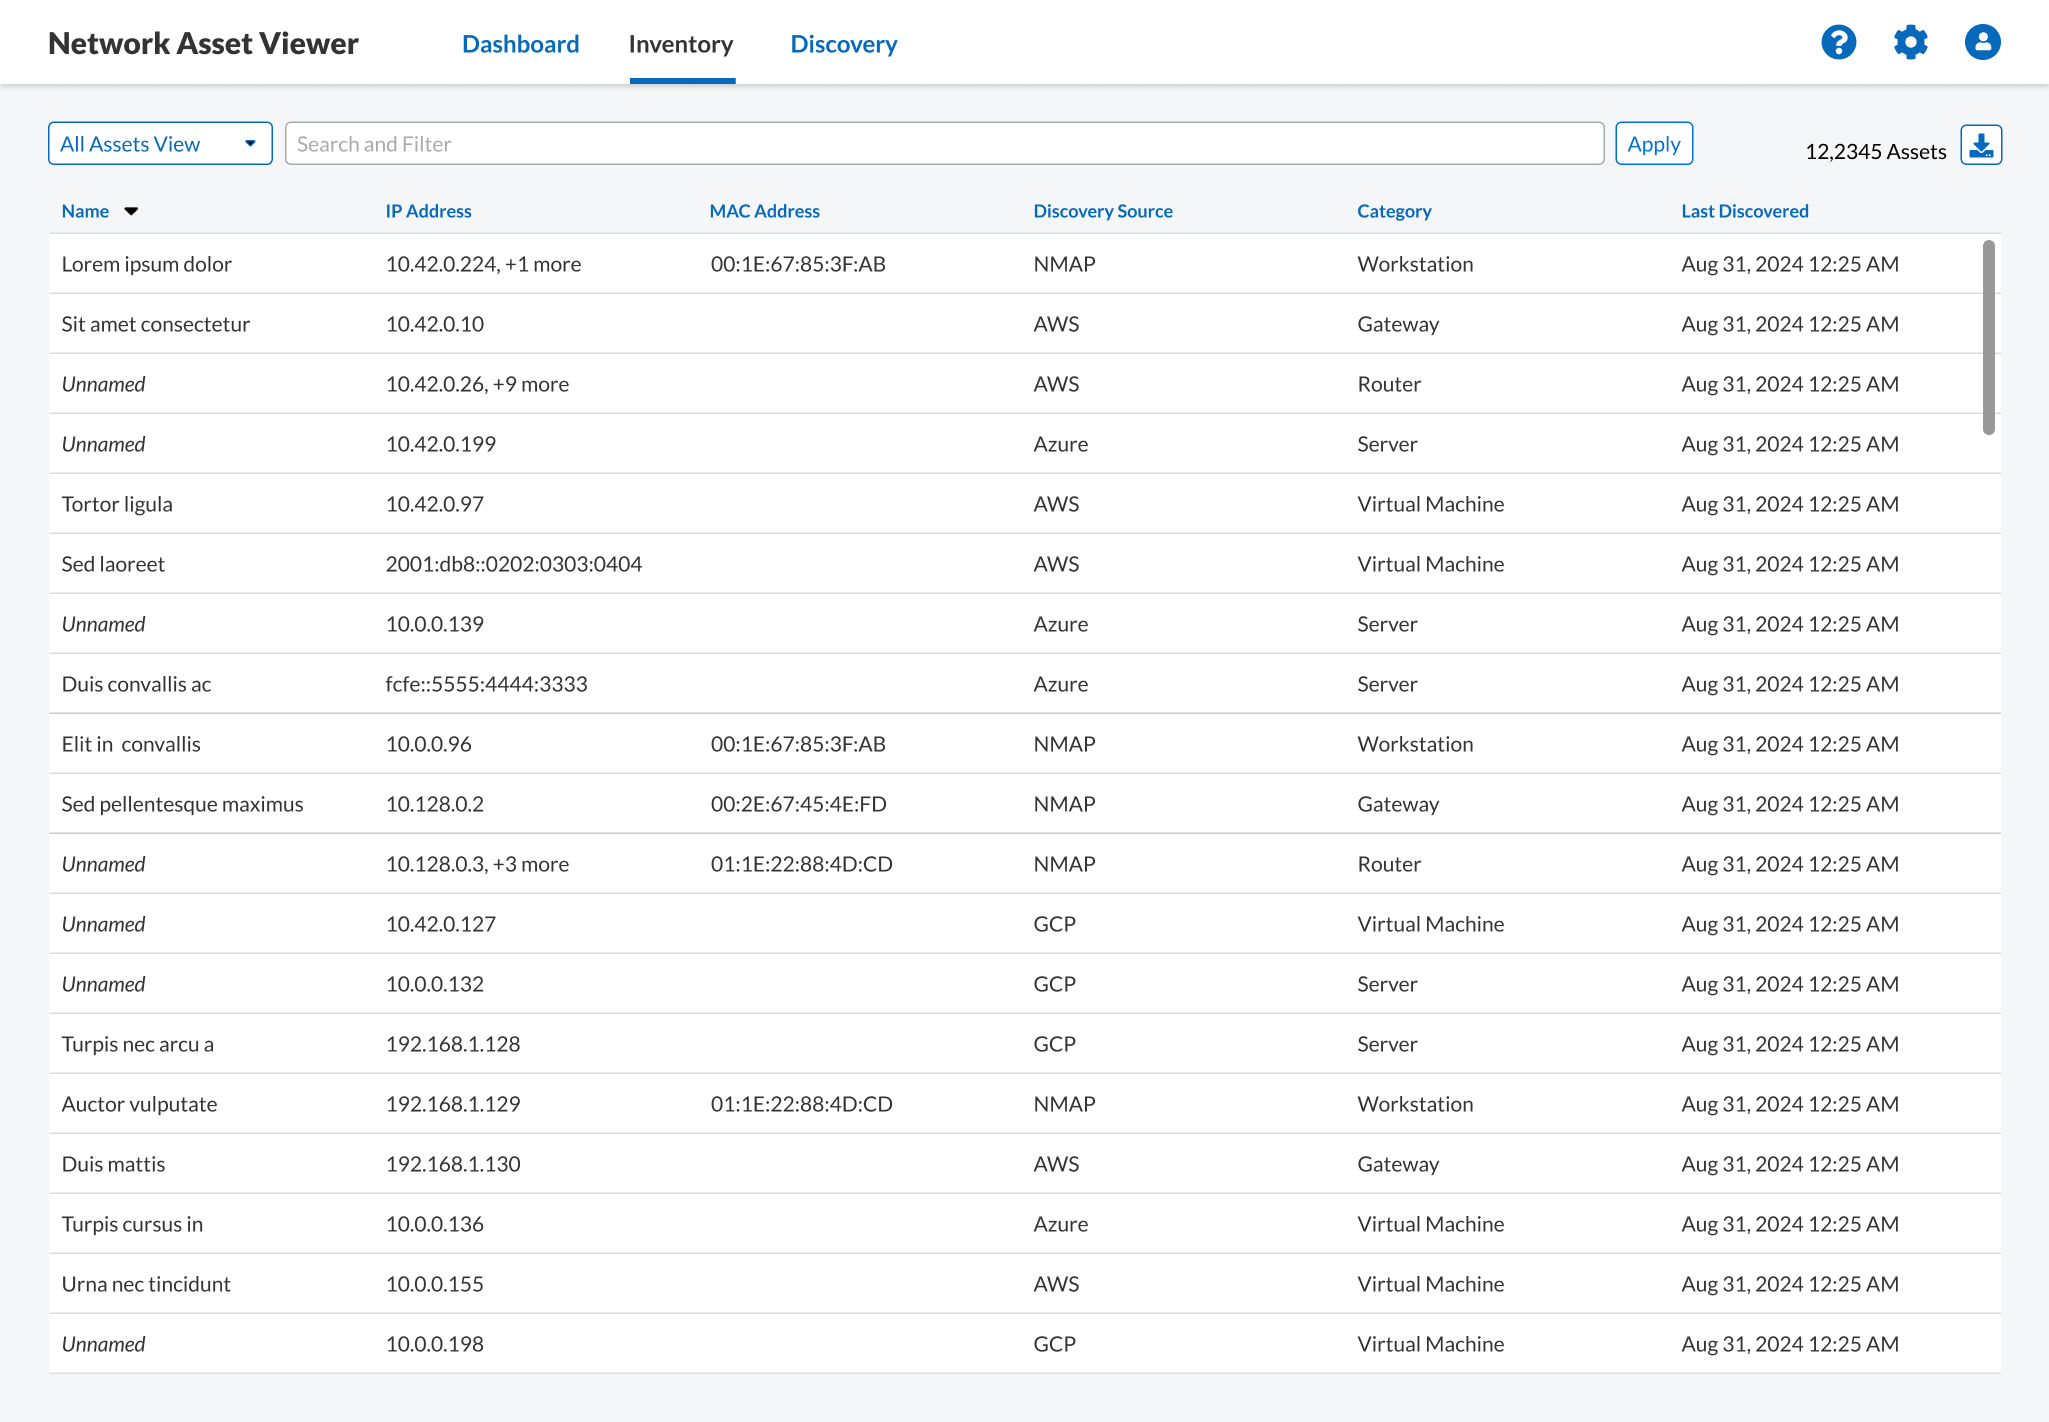 Network Asset Viewer Dashboard Inventory Discovery
All Assets View Search and Filter Apply 12,2345 Assets
Name IP Address MAC Address Discovery Source Category Last Discovered
Lorem ipsum dolor 10.42.0.224, +1 more 00:1E:67:85:3F:AB NMAP Workstation Aug 31, 2024 12:25 AM
Sit amet consectetur 10.42.0.10 AWS Gateway Aug 31, 2024 12:25 AM
Unnamed 10.42.0.26, +9 more AWS Router Aug 31, 2024 12:25 AM
Unnamed 10.42.0.199 Azure Server Aug 31, 2024 12:25 AM
Tortor ligula 10.42.0.97 AWS Virtual Machine Aug 31, 2024 12:25 AM
Sed laoreet 2001:db8::0202:0303:0404 AWS Virtual Machine Aug 31, 2024 12:25 AM
Unnamed 10.0.0.139 Azure Server Aug 31, 2024 12:25 AM
Duis convallis ac fcfe::5555:4444:3333 Azure Server Aug 31, 2024 12:25 AM
Elit in convallis 10.0.0.96 00:1E:67:85:3F:AB NMAP Workstation Aug 31, 2024 12:25 AM
Sed pellentesque maximus 10.128.0.2 00:2E:67:45:4E:FD NMAP Gateway Aug 31, 2024 12:25 AM
Unnamed 10.128.0.3, +3 more 01:1E:22:88:4D:CD NMAP Router Aug 31, 2024 12:25 AM
Unnamed 10.42.0.127 GCP Virtual Machine Aug 31, 2024 12:25 AM
Unnamed 10.0.0.132 GCP Server Aug 31, 2024 12:25 AM
Turpis nec arcu a 192.168.1.128 GCP Server Aug 31, 2024 12:25 AM
Auctor vulputate 192.168.1.129 01:1E:22:88:4D:CD NMAP Workstation Aug 31, 2024 12:25 AM
Duis mattis 192.168.1.130 AWS Gateway Aug 31, 2024 12:25 AM
Turpis cursus in 10.0.0.136 Azure Virtual Machine Aug 31, 2024 12:25 AM
Urna nec tincidunt 10.0.0.155 AWS Virtual Machine Aug 31, 2024 12:25 AM
Unnamed 10.0.0.198 GCP Virtual Machine Aug 31, 2024 12:25 AM